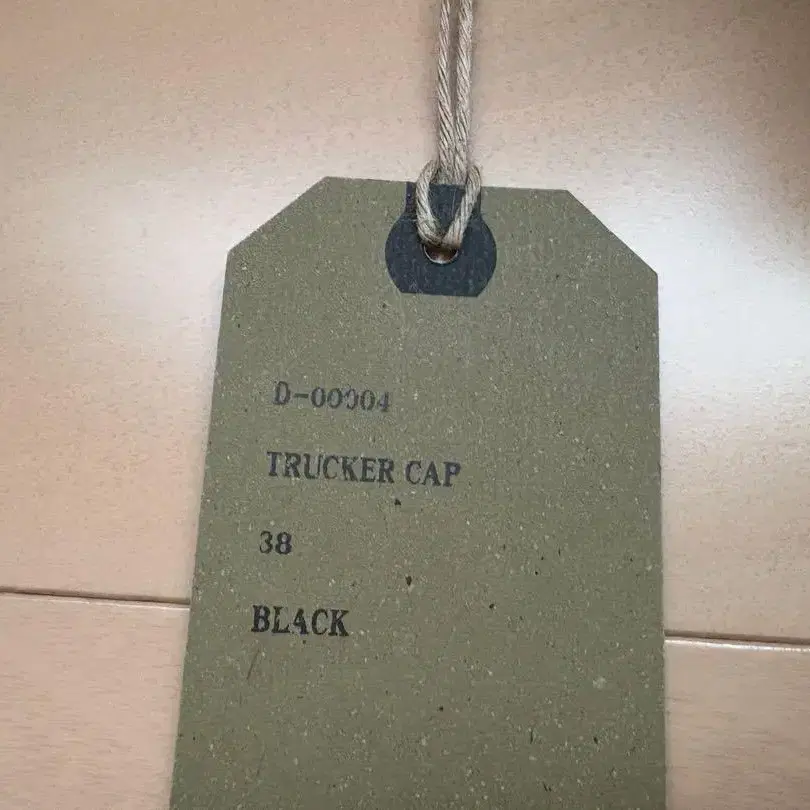 D-00004
TRUCKER CAP
38
BLACK